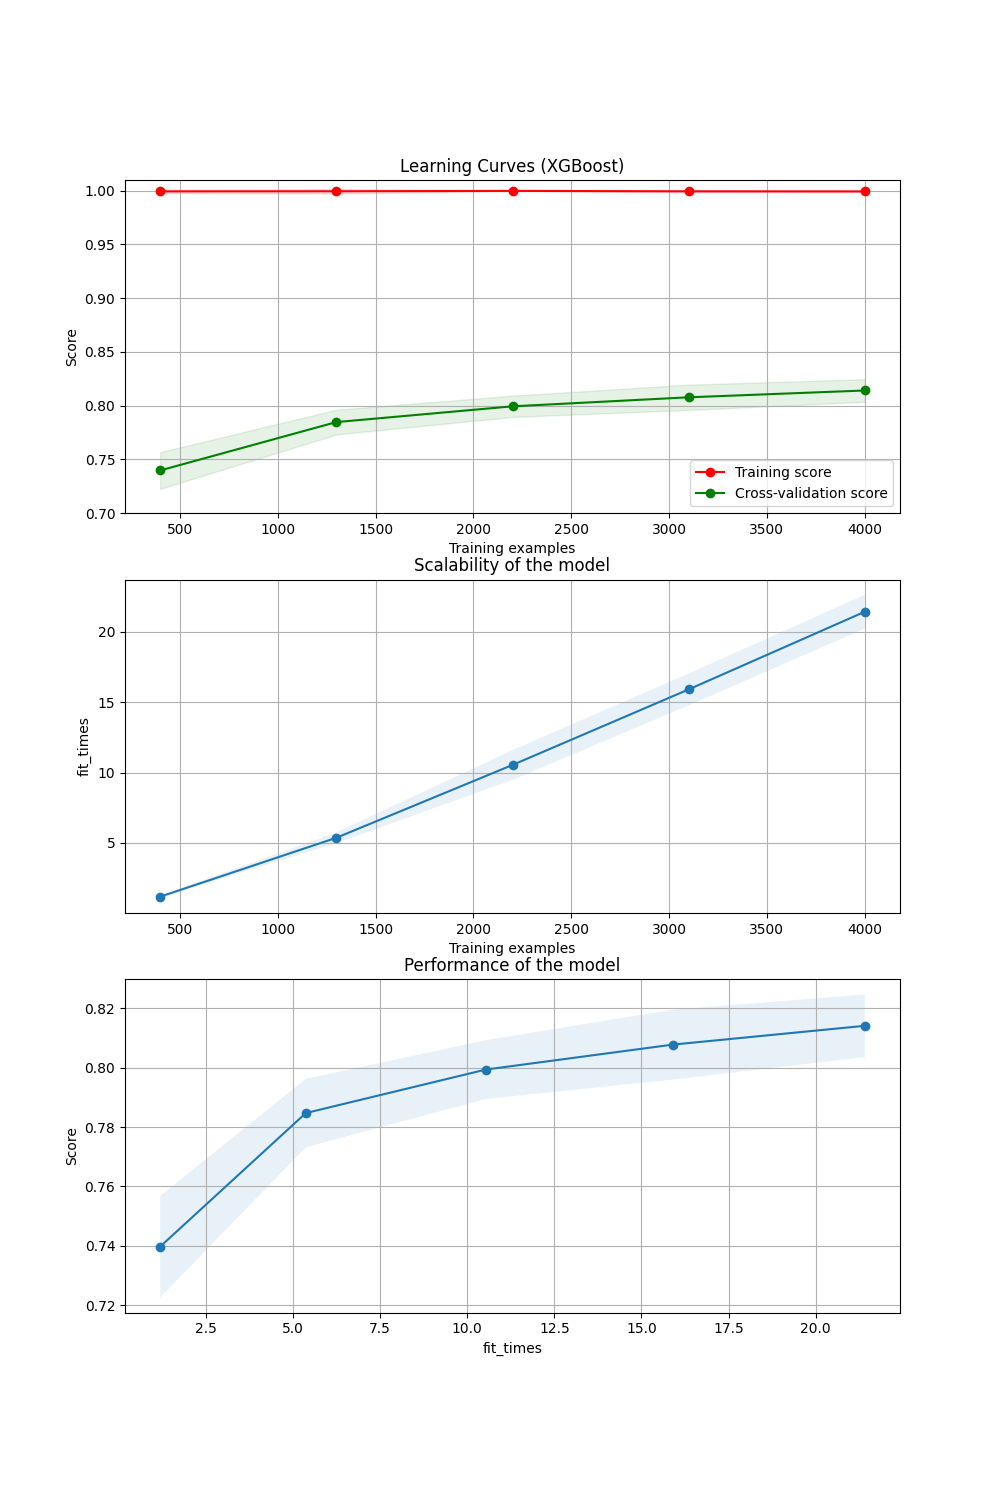 Learning Curves (XGBoost)
1.00
0.95
0.90
0.85
0.80
0.75
0.70
Score
Training score
Cross-validation score
500 1000 1500 2000 2500 3000 3500 4000
Training examples
Scalability of the model
20
15
10
5
fit_times
500 1000 1500 2000 2500 3000 3500 4000
Training examples
Performance of the model
0.82
0.80
0.78
0.76
0.74
0.72
Score
2.5 5.0 7.5 10.0 12.5 15.0 17.5 20.0
fit_times